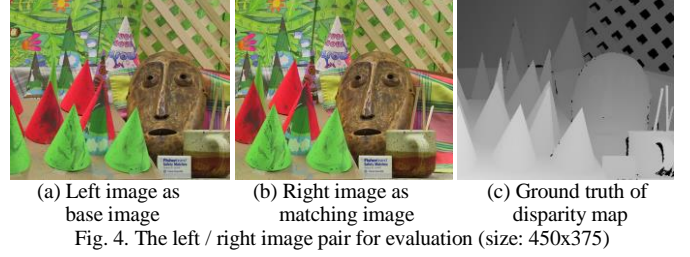 (a) Left image as
base image
(b) Right image as
matching image
(c) Ground truth of
disparity map
Fig. 4. The left / right image pair for evaluation (size: 450x375)